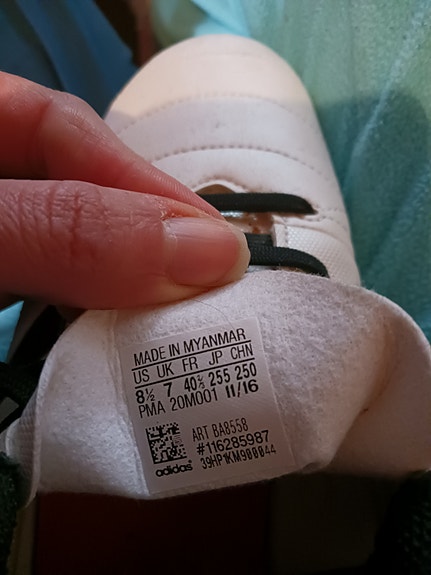 MADE IN MYANMAR
US UK FR JP CHN
8½ 7 40⅔ 255 250
PMA 20M001 11/16
ART BA8558
#116285987
39HP1KM900044
adidas